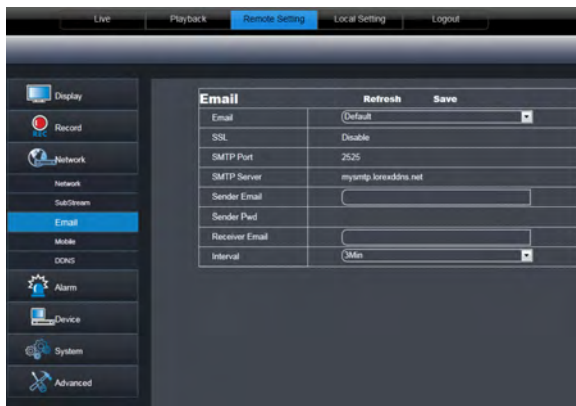 Live Playback Remote Setting Local Setting Logout
Display
REC Record
Network
Network
SubStream
Email
Mobile
DDNS
Alarm
Device
System
Advanced
Email Refresh Save
Email Default
SSL Disable
SMTP Port 2525
SMTP Server mysmtp.lorexddns.net
Sender Email
Sender Pwd
Receiver Email
Interval 3Min